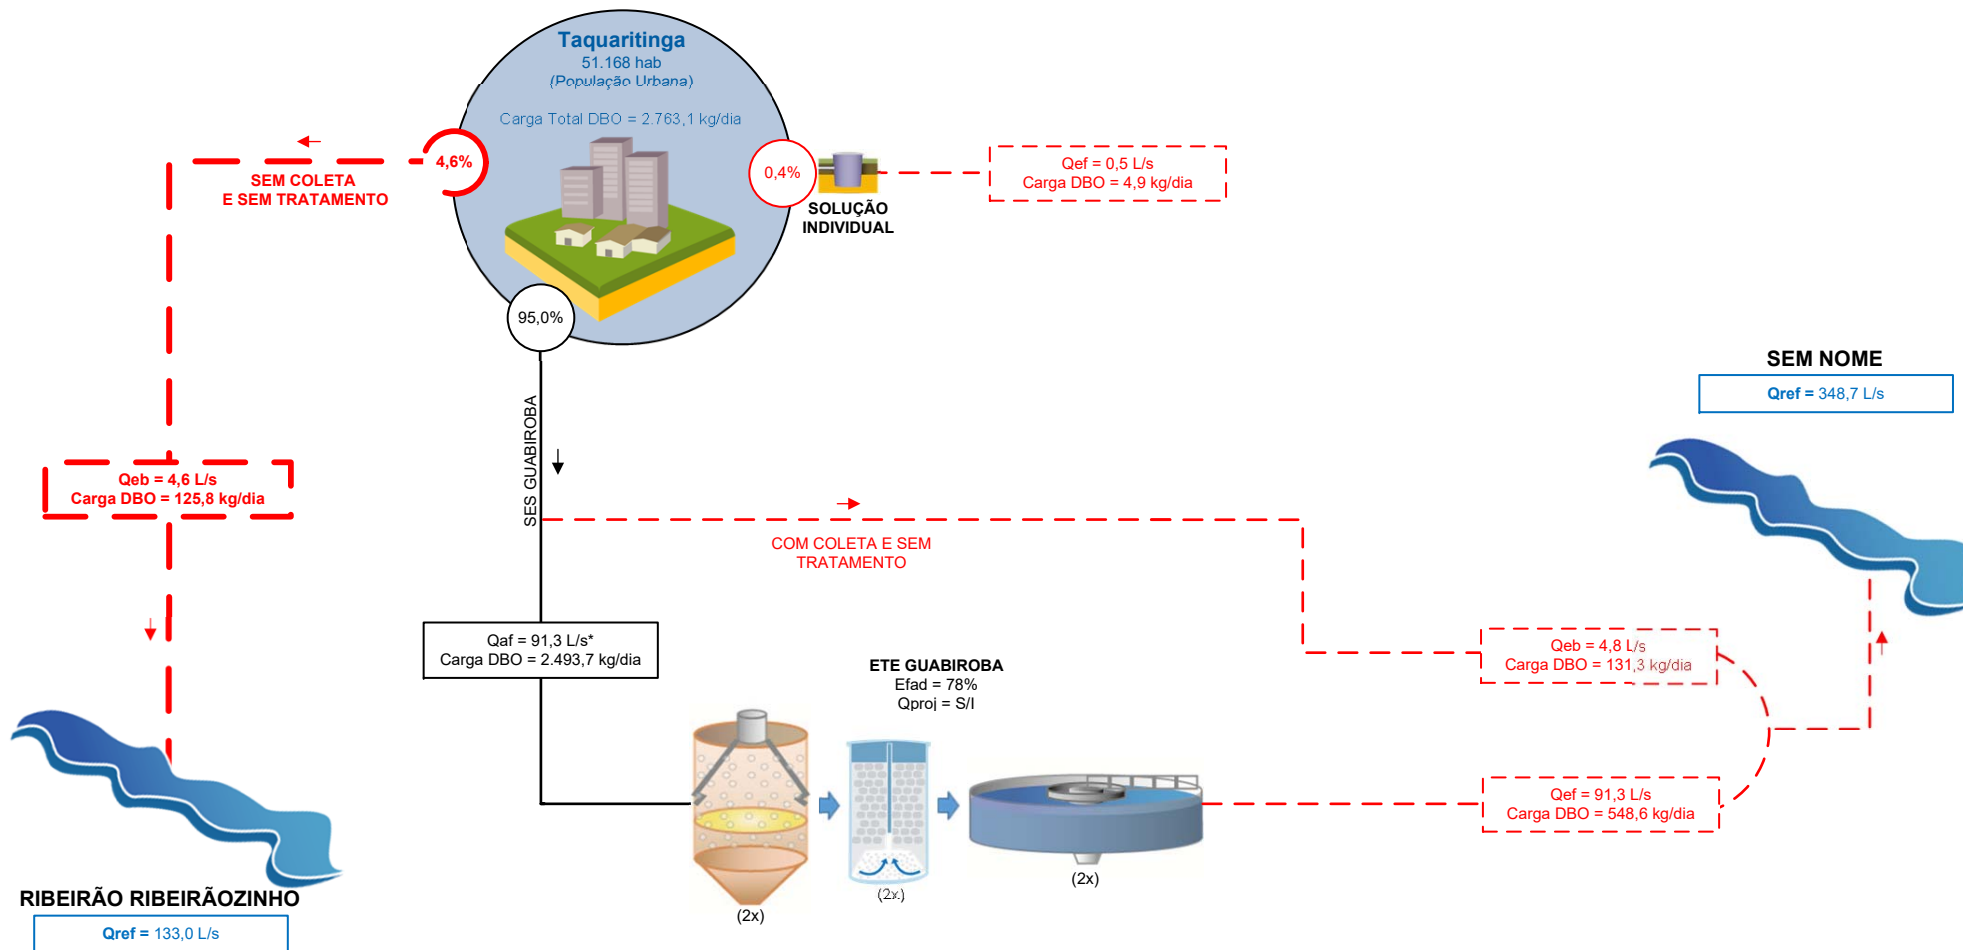 Taquaritinga
51.168 hab
(População Urbana)
Carga Total DBO = 2.763,1 kg/dia
4,6%
SEM COLETA
E SEM TRATAMENTO
0,4%
SOLUÇÃO
INDIVIDUAL
Qef = 0,5 L/s
Carga DBO = 4,9 kg/dia
95,0%
SES GUABIROBA
SEM NOME
Qref = 348,7 L/s
Qeb = 4,6 L/s
Carga DBO = 125,8 kg/dia
COM COLETA E SEM
TRATAMENTO
Qaf = 91,3 L/s*
Carga DBO = 2.493,7 kg/dia
ETE GUABIROBA
Efad = 78%
Qproj = S/I
Qeb = 4,8 L/s
Carga DBO = 131,3 kg/dia
Qef = 91,3 L/s
Carga DBO = 548,6 kg/dia
(2x)
(2x)
(2x)
RIBEIRÃO RIBEIRÃOZINHO
Qref = 133,0 L/s